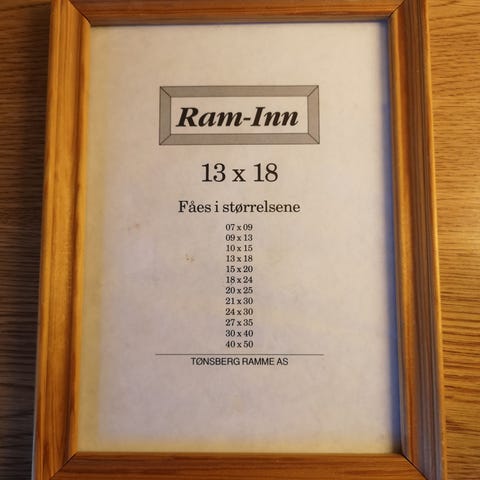 Ram-Inn
13 x 18
Fåes i størrelsene
07 x 09
09 x 13
10 x 15
13 x 18
15 x 20
18 x 24
20 x 25
21 x 30
24 x 30
27 x 35
30 x 40
40 x 50
TØNSBERG RAMME AS